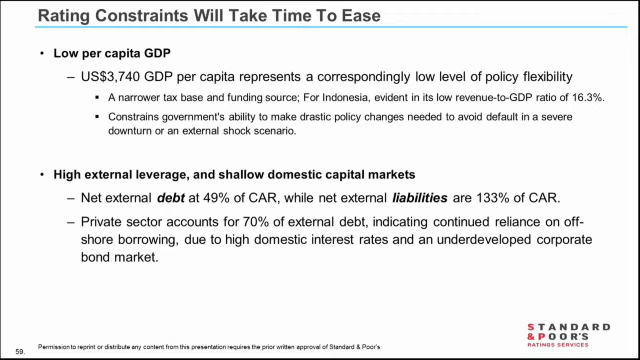 Rating Constraints Will Take Time To Ease
• Low per capita GDP
– US$3,740 GDP per capita represents a correspondingly low level of policy flexibility
▪ A narrower tax base and funding source; For Indonesia, evident in its low revenue-to-GDP ratio of 16.3%.
▪ Constrains government's ability to make drastic policy changes needed to avoid default in a severe
downturn or an external shock scenario.
• High external leverage, and shallow domestic capital markets
– Net external debt at 49% of CAR, while net external liabilities are 133% of CAR.
– Private sector accounts for 70% of external debt, indicating continued reliance on off-
shore borrowing, due to high domestic interest rates and an underdeveloped corporate
bond market.
STANDARD
&POOR'S
RATINGS SERVICES
59.
Permission to reprint or distribute any content from this presentation requires the prior written approval of Standard & Poor's.